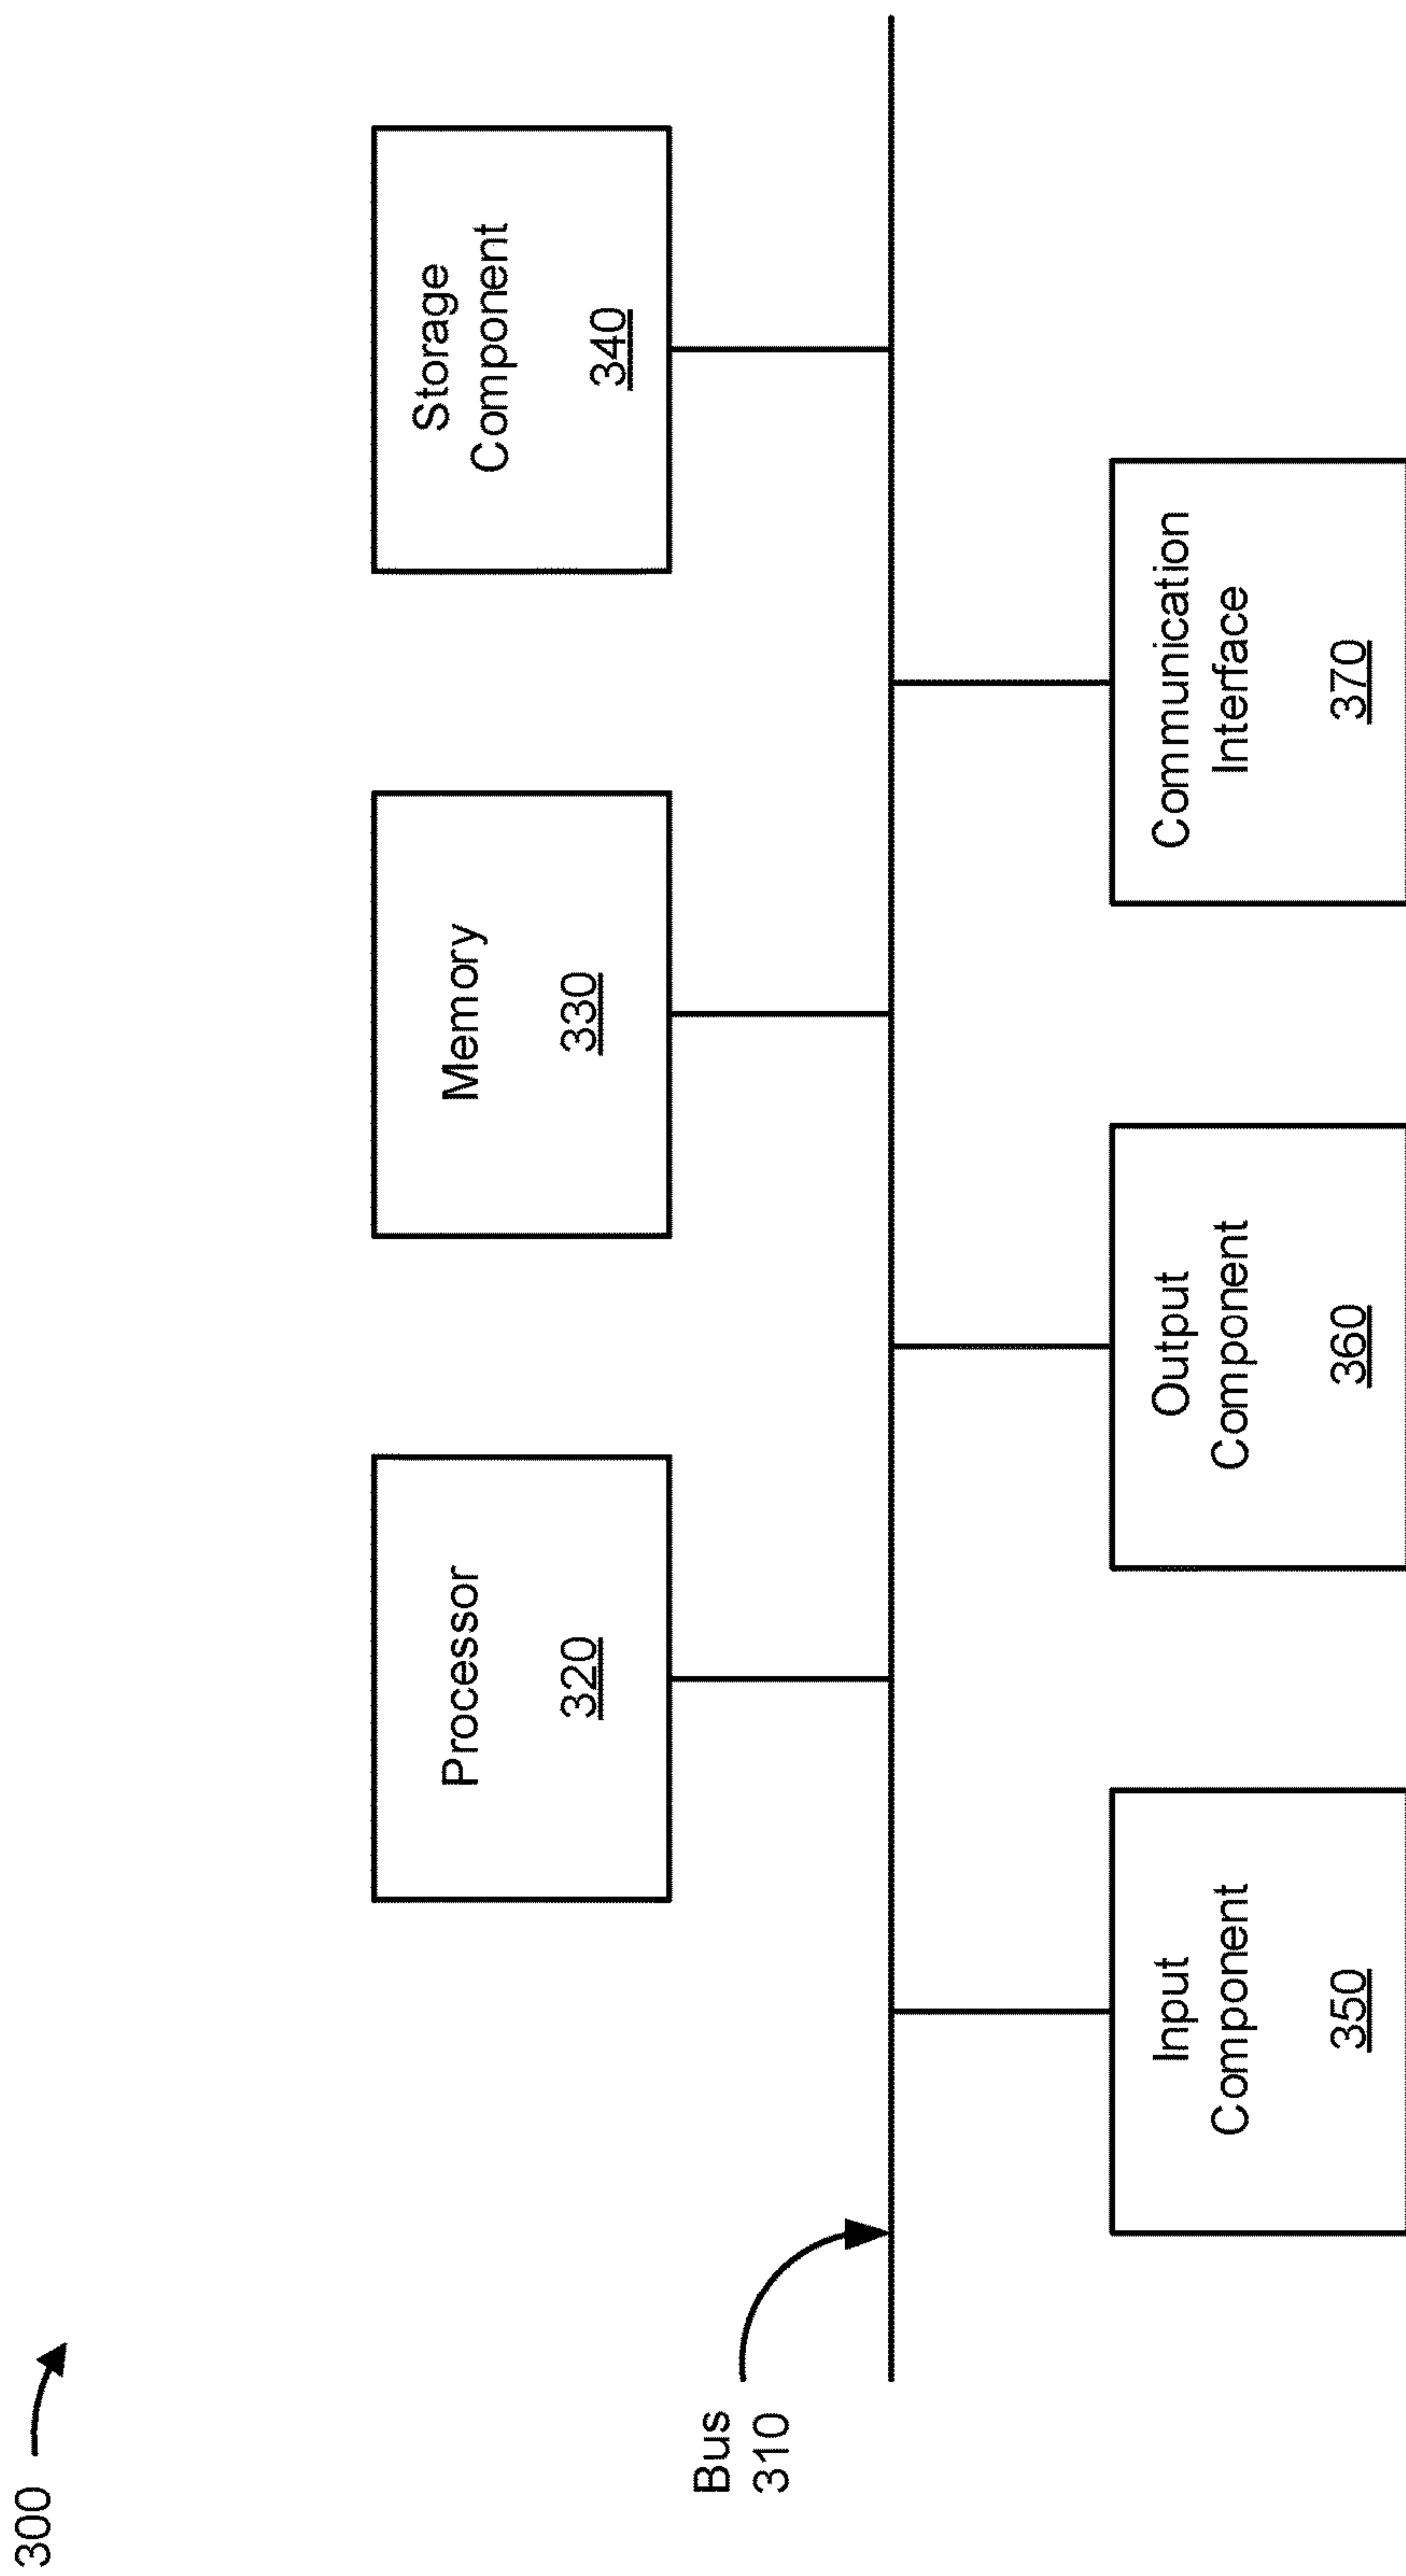 300
Processor
320
Memory
330
Storage
Component
340
Bus
310
Input
Component
350
Output
Component
360
Communication
Interface
370